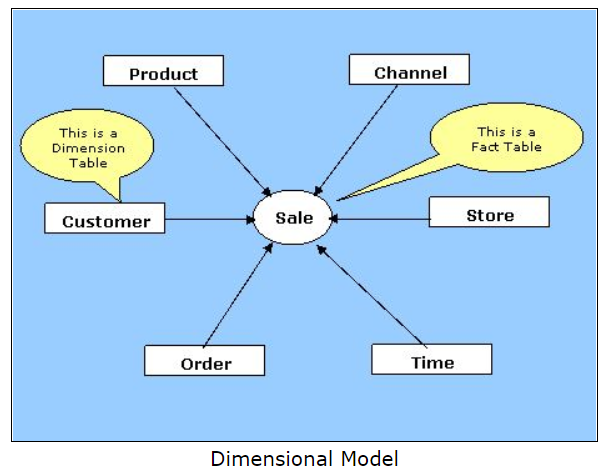 Product
Channel
This is a
Dimension
Table
This is a
Fact Table
Customer
Sale
Store
Order
Time
Dimensional Model